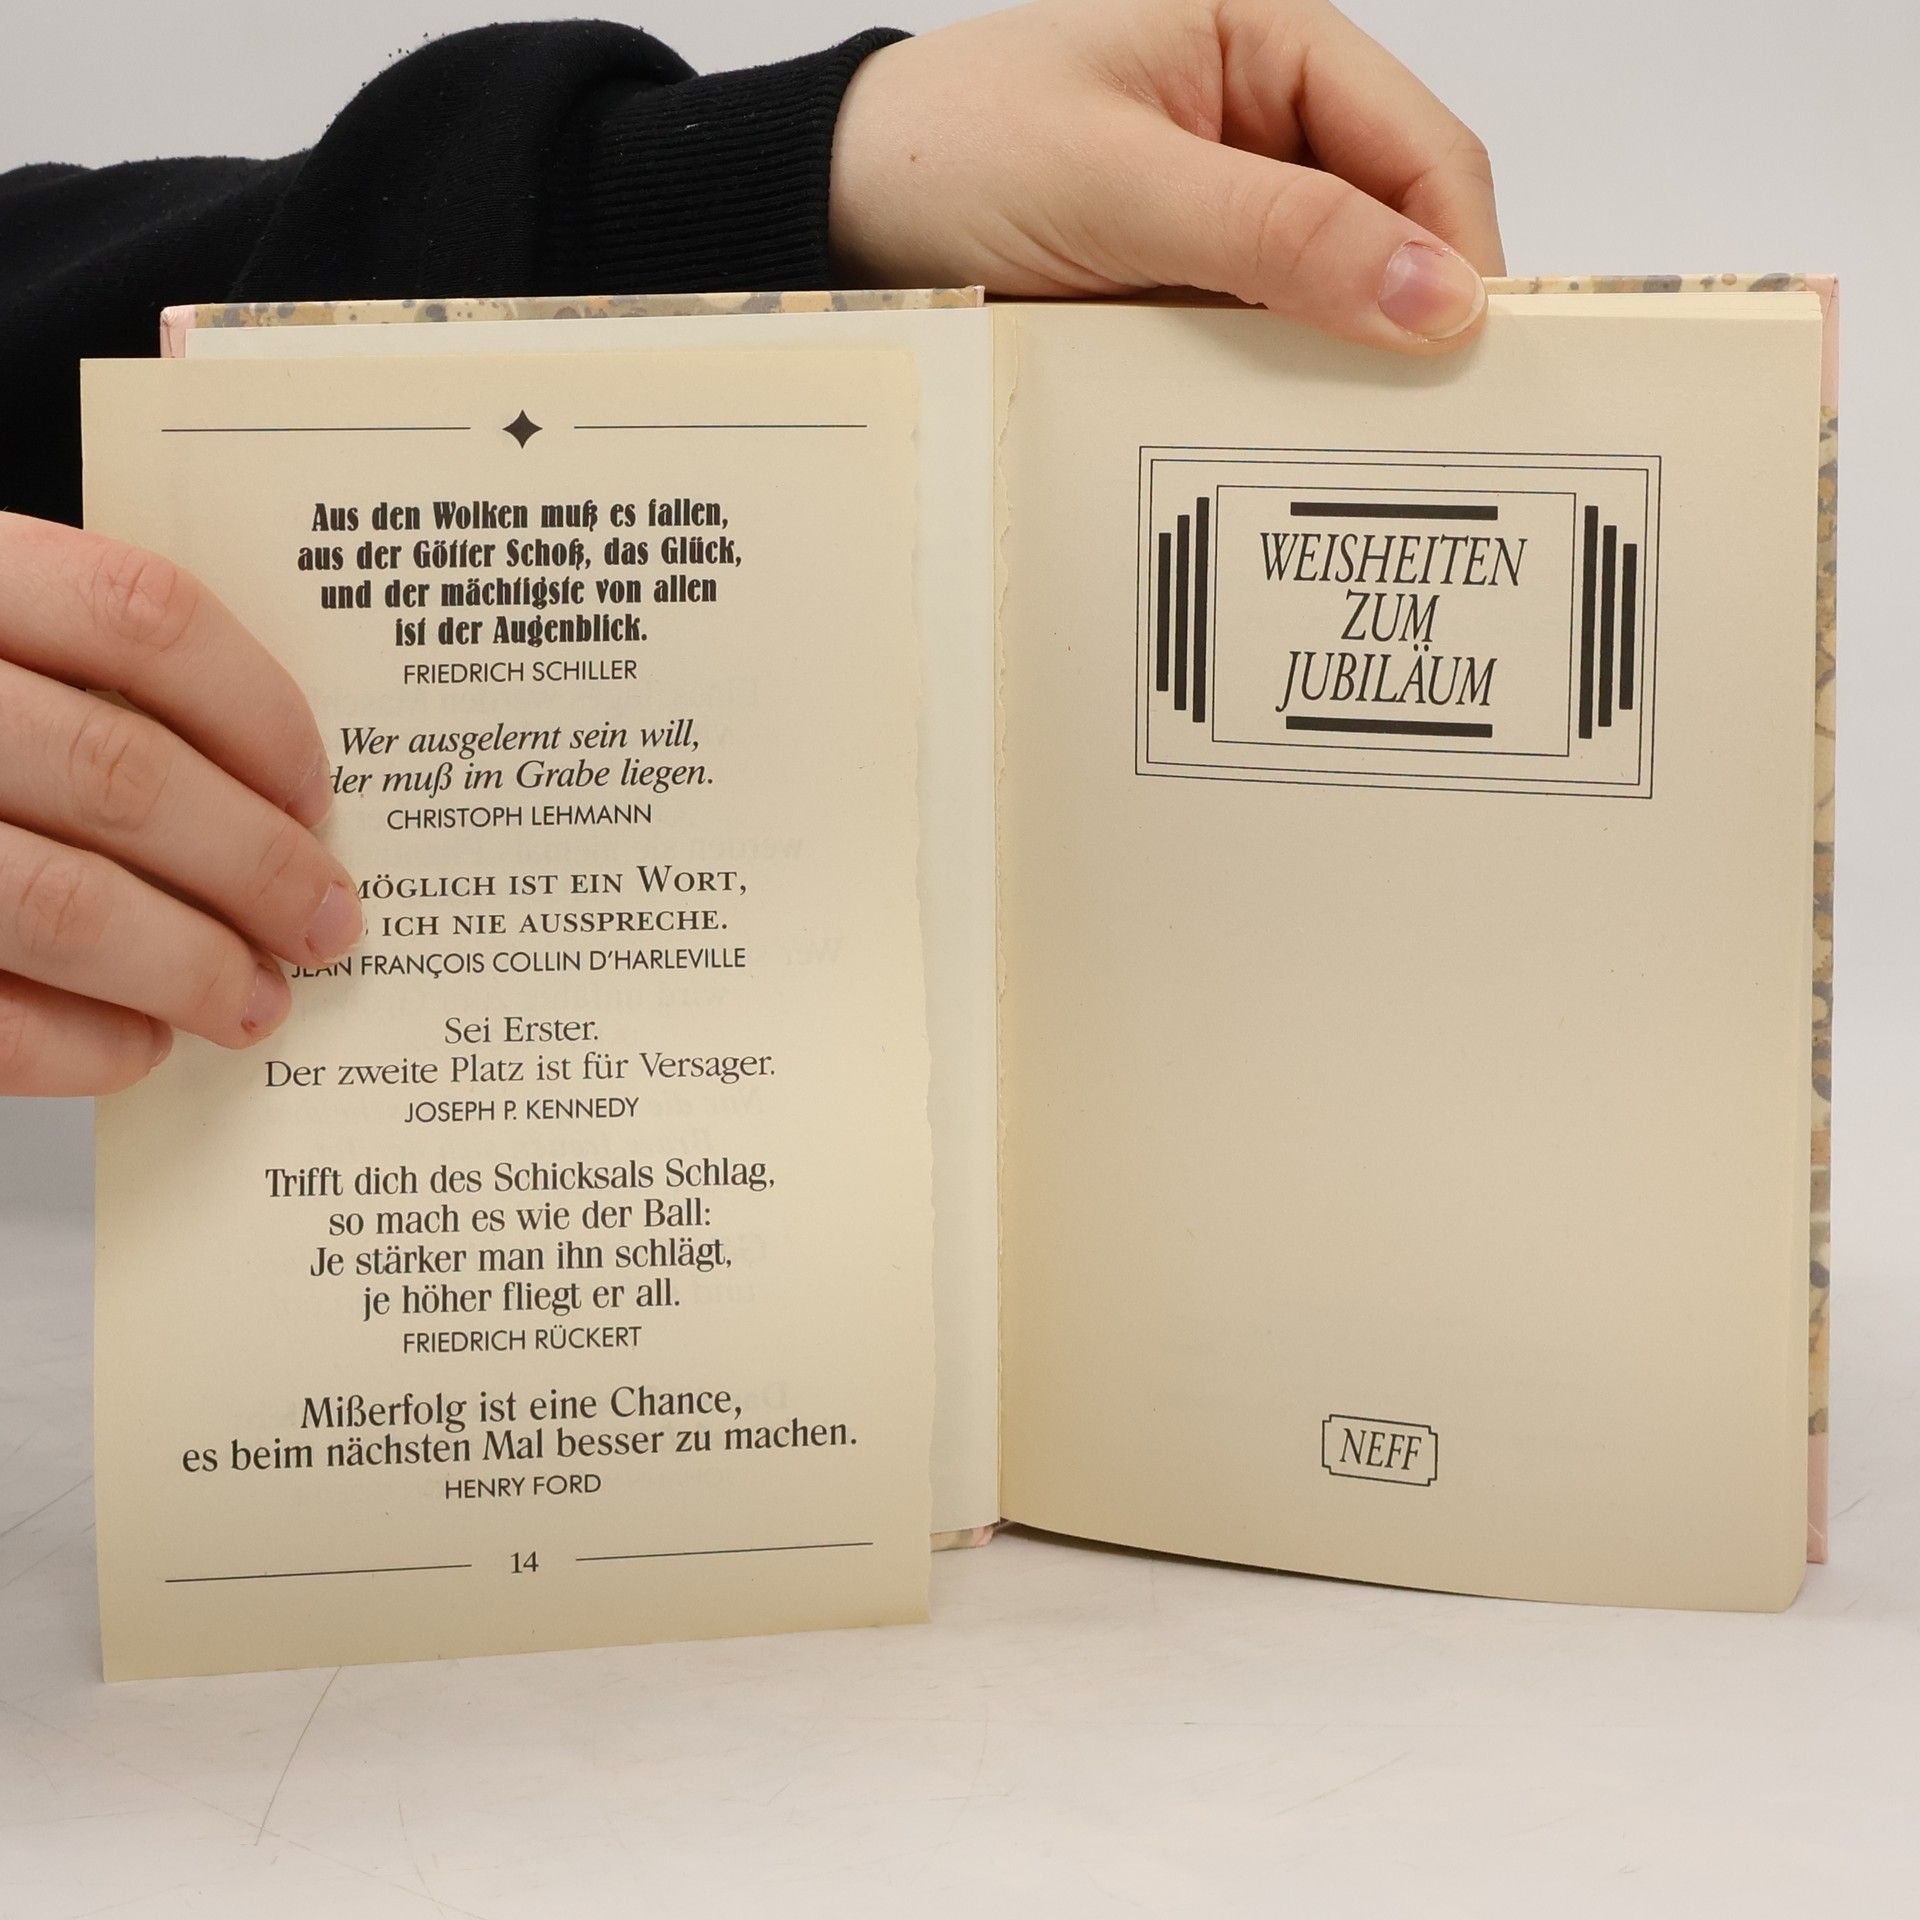 Aus den Wolken muß es fallen,
aus der Götter Schoß, das Glück,
und der mächtigste von allen
ist der Augenblick.
FRIEDRICH SCHILLER
Wer ausgelernt sein will,
der muß im Grabe liegen.
CHRISTOPH LEHMANN
MÖGLICH IST EIN WORT,
ICH NIE AUSSPRECHE.
JEAN FRANÇOIS COLLIN D'HARLEVILLE
Sei Erster.
Der zweite Platz ist für Versager.
JOSEPH P. KENNEDY
Trifft dich des Schicksals Schlag,
so mach es wie der Ball:
Je stärker man ihn schlägt,
je höher fliegt er all.
FRIEDRICH RÜCKERT
Mißerfolg ist eine Chance,
es beim nächsten Mal besser zu machen.
HENRY FORD
14
WEISHEITEN
ZUM
JUBILÄUM
NEFF